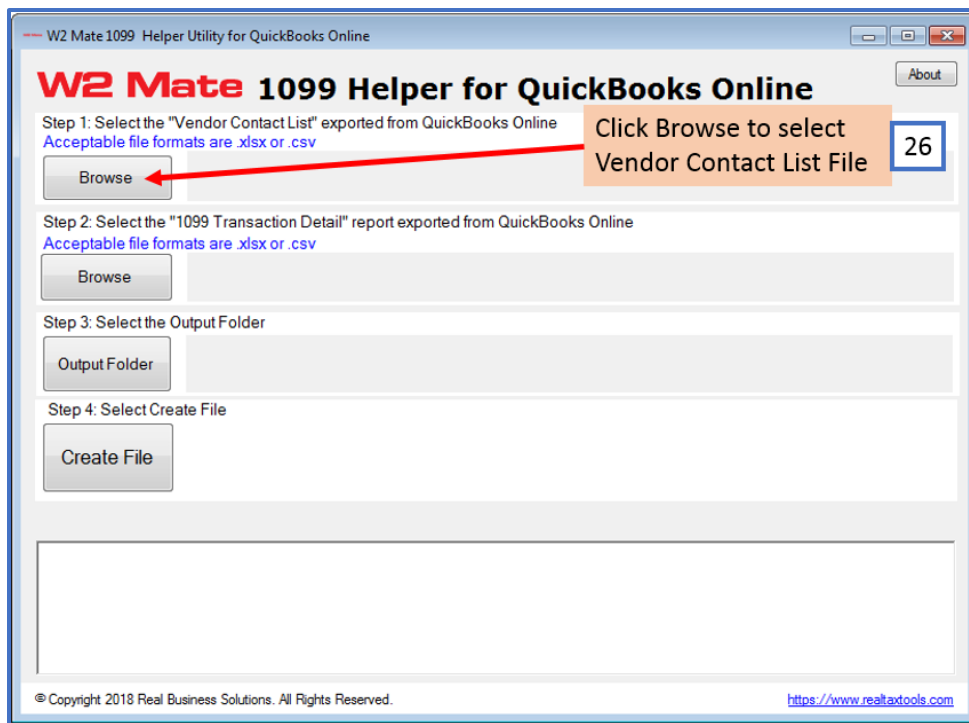 W2 Mate 1099 Helper Utility for QuickBooks Online
W2 Mate 1099 Helper for QuickBooks Online
About
Step 1: Select the "Vendor Contact List" exported from QuickBooks Online
Acceptable file formats are .xlsx or .csv
Browse
Click Browse to select
Vendor Contact List File
26
Step 2: Select the "1099 Transaction Detail" report exported from QuickBooks Online
Acceptable file formats are .xlsx or .csv
Browse
Step 3: Select the Output Folder
Output Folder
Step 4: Select Create File
Create File
© Copyright 2018 Real Business Solutions. All Rights Reserved.
https://www.realtaxtools.com